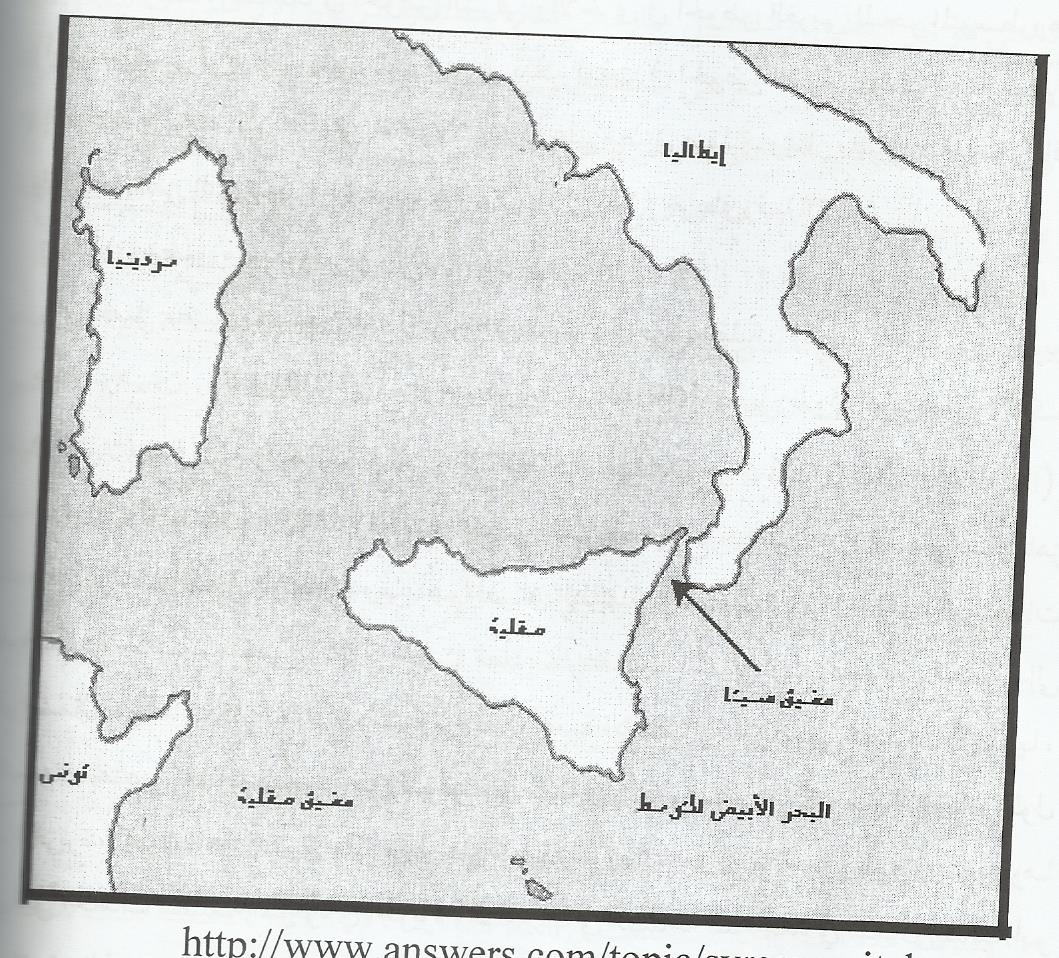 إيطاليا
سردينيا
صقلية
مضيق مسينا
تونس
مضيق صقلية
البحر الأبيض المتوسط
http://www.answers.com/topic/